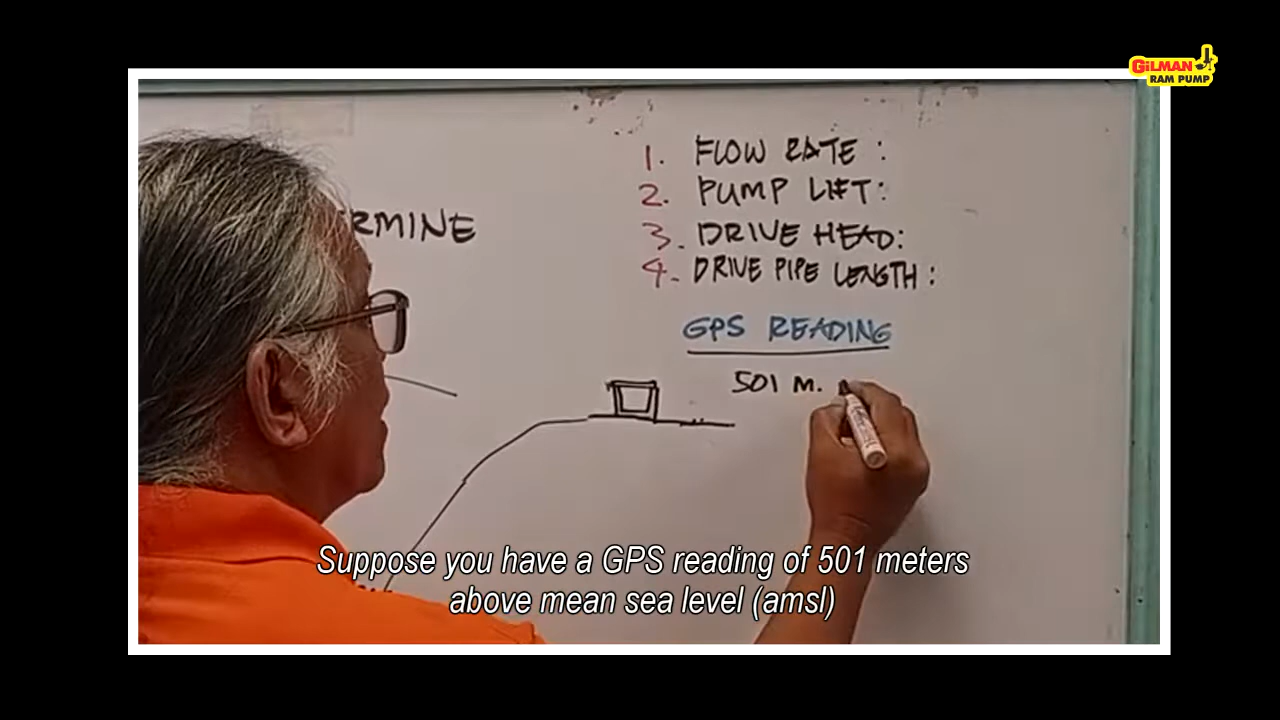 GILMAN
RAM PUMP
1. FLOW RATE :
2. PUMP LIFT:
3. DRIVE HEAD:
4. DRIVE PIPE LENGTH :
RMINE
GPS READING
501 M.
Suppose you have a GPS reading of 501 meters
above mean sea level (amsl)